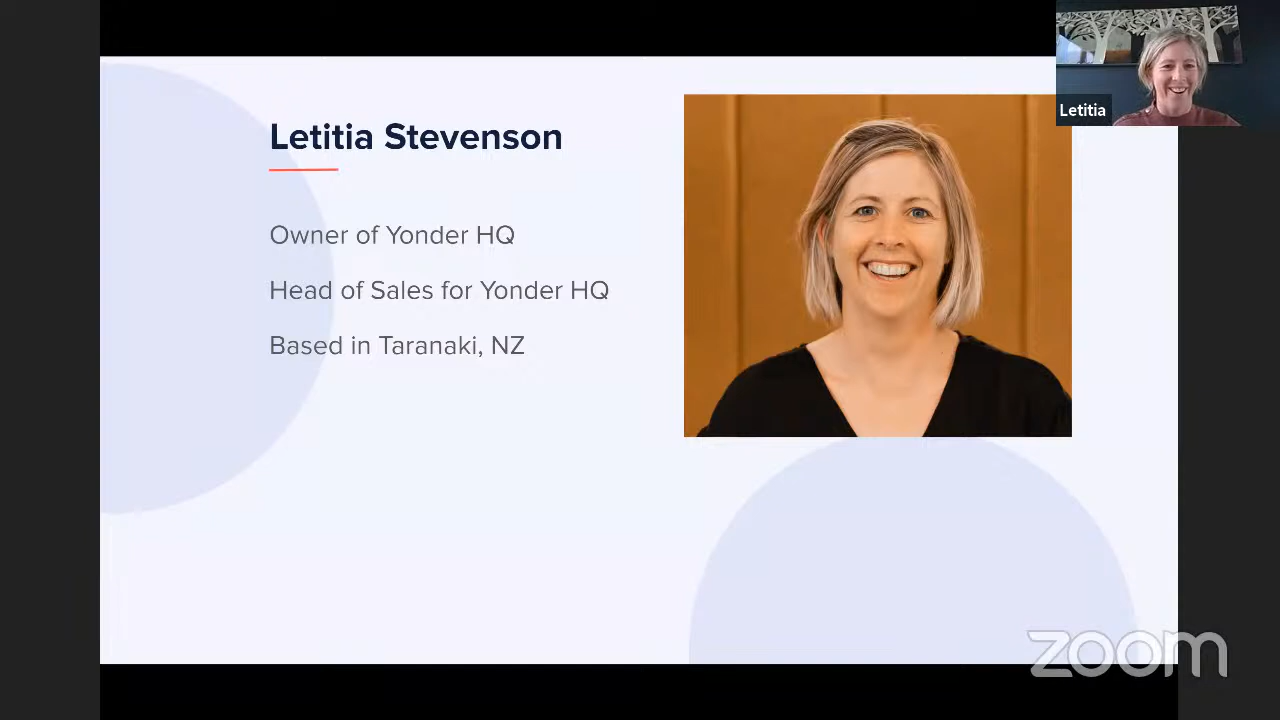 Letitia Stevenson
Owner of Yonder HQ
Head of Sales for Yonder HQ
Based in Taranaki, NZ
Letitia
zoom